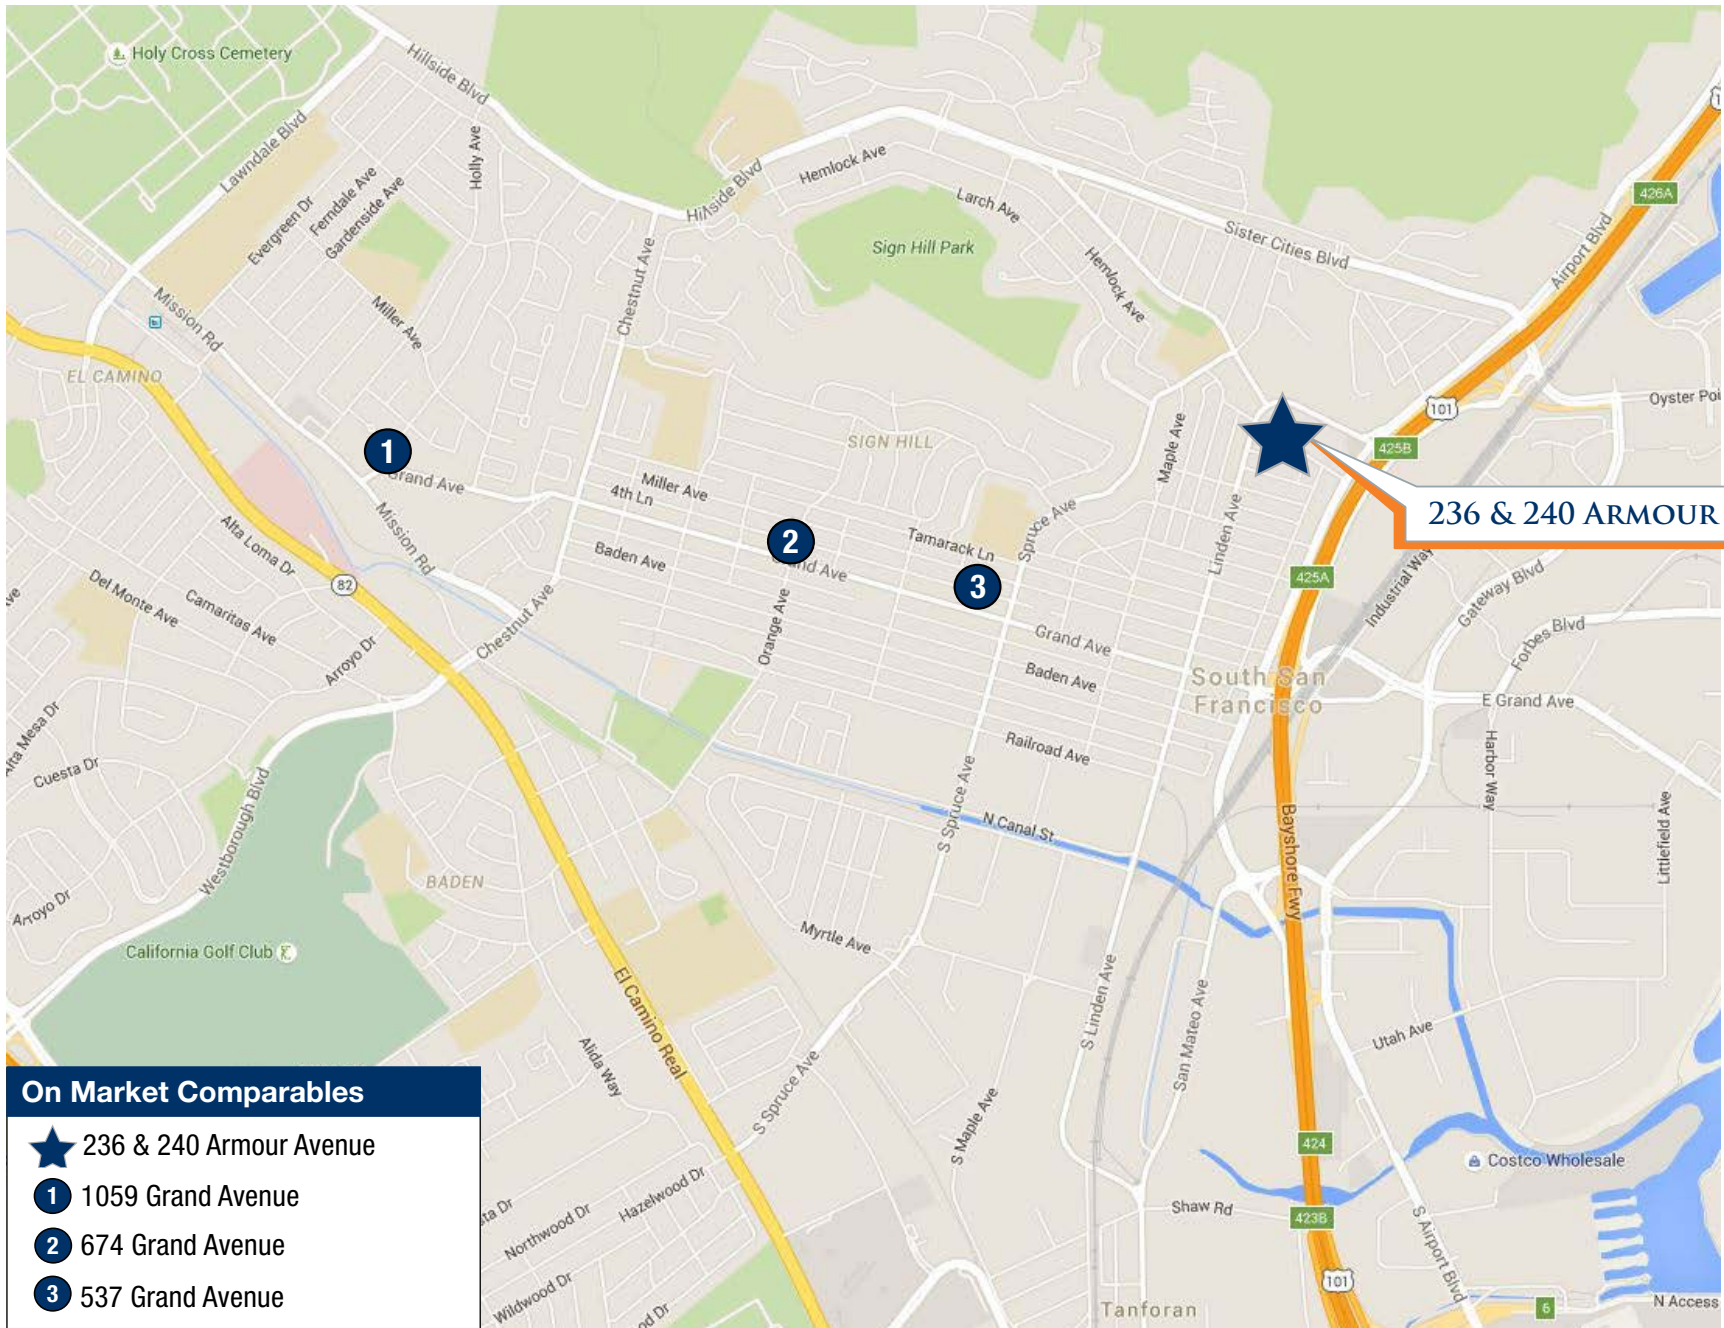 Holy Cross Cemetery
Hillside Blvd
Lawndale Blvd
Holly Ave
Evergreen Dr
Ferndale Ave
Gardenside Ave
Hillside Blvd
Hemlock Ave
Larch Ave
Sign Hill Park
Hemlock Ave
Sister Cities Blvd
Airport Blvd
426A
Mission Rd
Miller Ave
Chestnut Ave
EL CAMINO
SIGN HILL
Maple Ave
101
Oyster Poi
425B
1
Grand Ave
Miller Ave
4th Ln
Spruce Ave
Linden Ave
236 & 240 Armour
2
Grand Ave
Tamarack Ln
3
Baden Ave
Mission Rd
Alta Loma Dr
82
Del Monte Ave
Camaritas Ave
Arroyo Dr
Chestnut Ave
Orange Ave
Grand Ave
Baden Ave
425A
Industrial Way
Gateway Blvd
Forbes Blvd
South San
Francisco
E Grand Ave
Harbor Way
Littlefield Ave
Alta Mesa Dr
Cuesta Dr
Westborough Blvd
Arroyo Dr
Railroad Ave
S Spruce Ave
N Canal St
Bayshore Fwy
BADEN
California Golf Club
Myrtle Ave
El Camino Real
Alida Way
S Spruce Ave
S Linden Ave
San Mateo Ave
S Maple Ave
Utah Ave
424
Costco Wholesale
Shaw Rd
423B
S Airport Blvd
101
6
N Access
Tanforan
sta Dr
Northwood Dr
Hazelwood Dr
Wildwood Dr
od Dr
On Market Comparables
236 & 240 Armour Avenue
1 1059 Grand Avenue
2 674 Grand Avenue
3 537 Grand Avenue